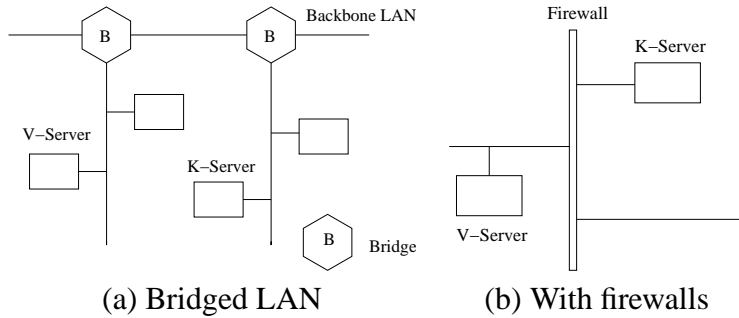 Backbone LAN
B
B
V–Server
K–Server
B
Bridge
(a) Bridged LAN
Firewall
K–Server
V–Server
(b) With firewalls